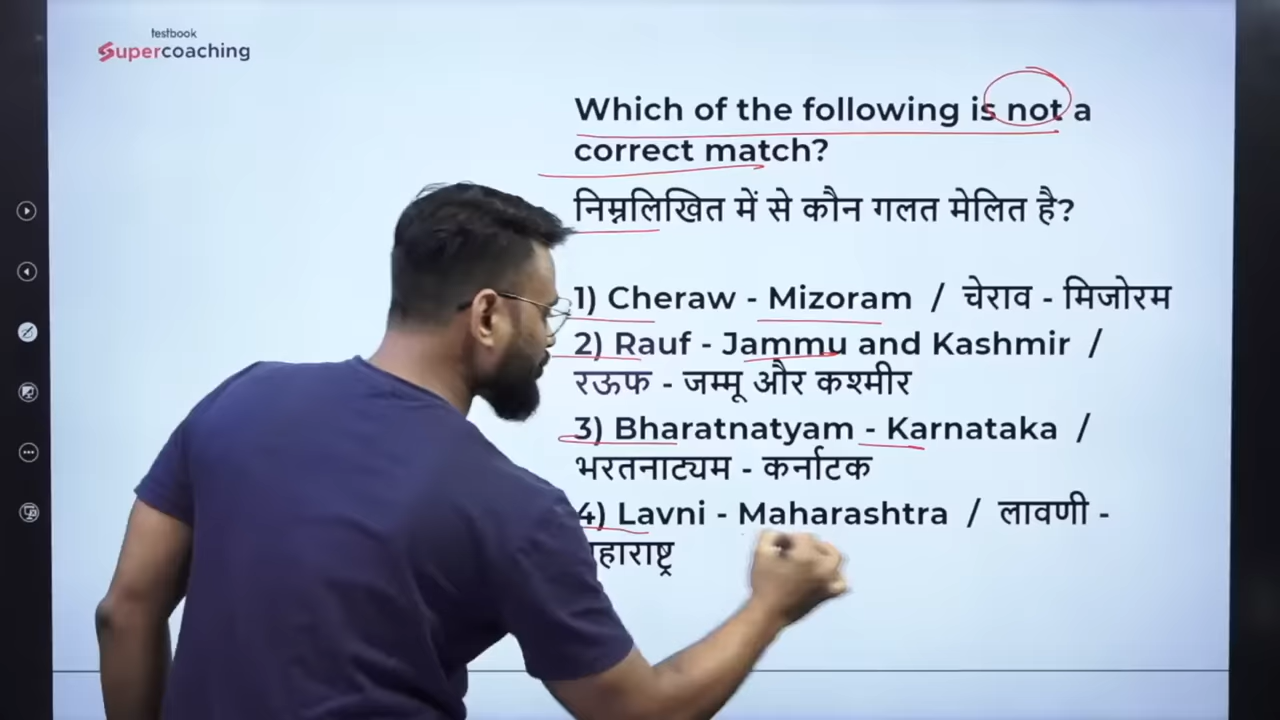 testbook
Supercoaching
Which of the following is not a
correct match?
निम्नलिखित में से कौन गलत मेलित है?
1) Cheraw - Mizoram / चेराव - मिजोरम
2) Rauf - Jammu and Kashmir /
रऊफ - जम्मू और कश्मीर
3) Bharatnatyam - Karnataka /
भरतनाट्यम - कर्नाटक
4) Lavni - Maharashtra / लावणी -
हाराष्ट्र